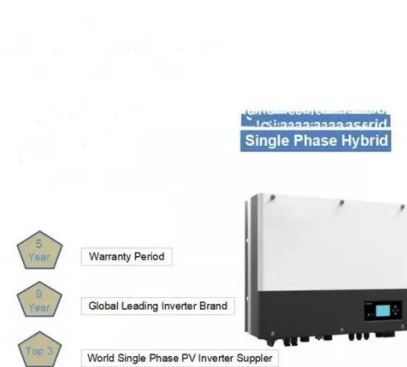 Single Phase Hybrid
5
Year
Warranty Period
9
Year
Global Leading Inverter Brand
Top 3
World Single Phase PV Inverter Suppler